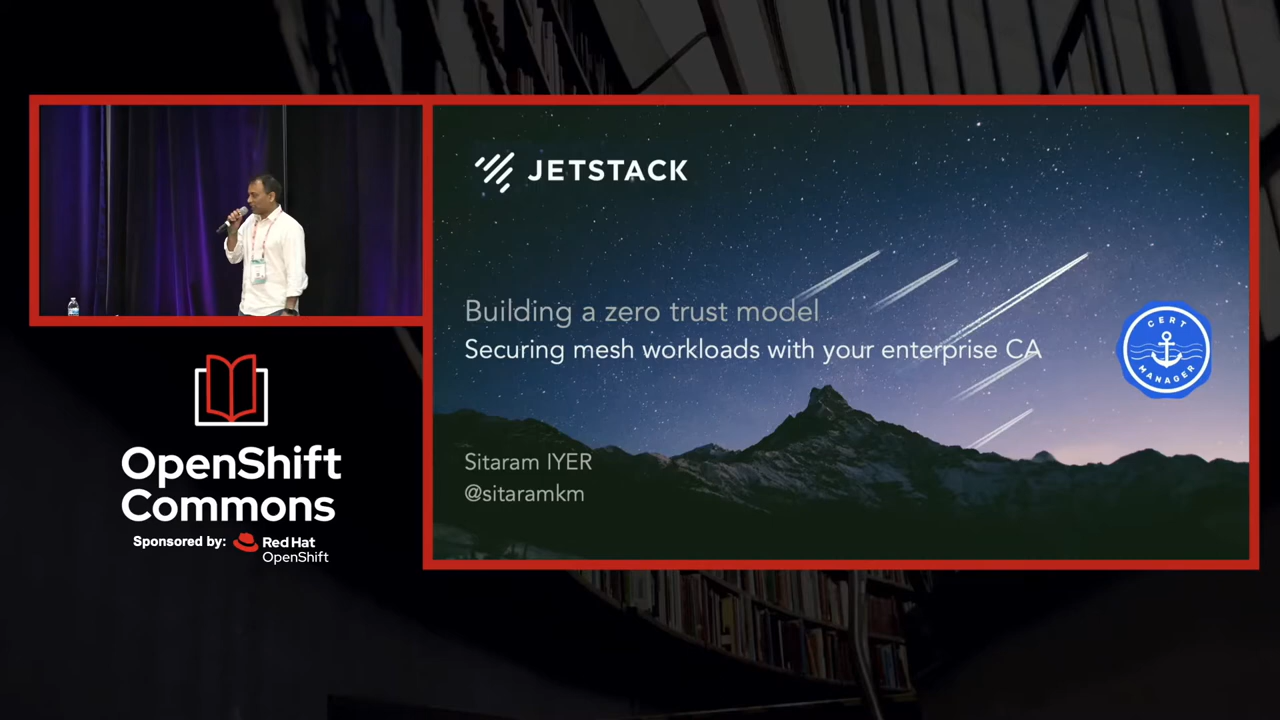 JETSTACK
Building a zero trust model
Securing mesh workloads with your enterprise CA
CERT
MANAGER
Sitaram IYER
@sitaramkm
OpenShift
Commons
Sponsored by:
Red Hat
OpenShift